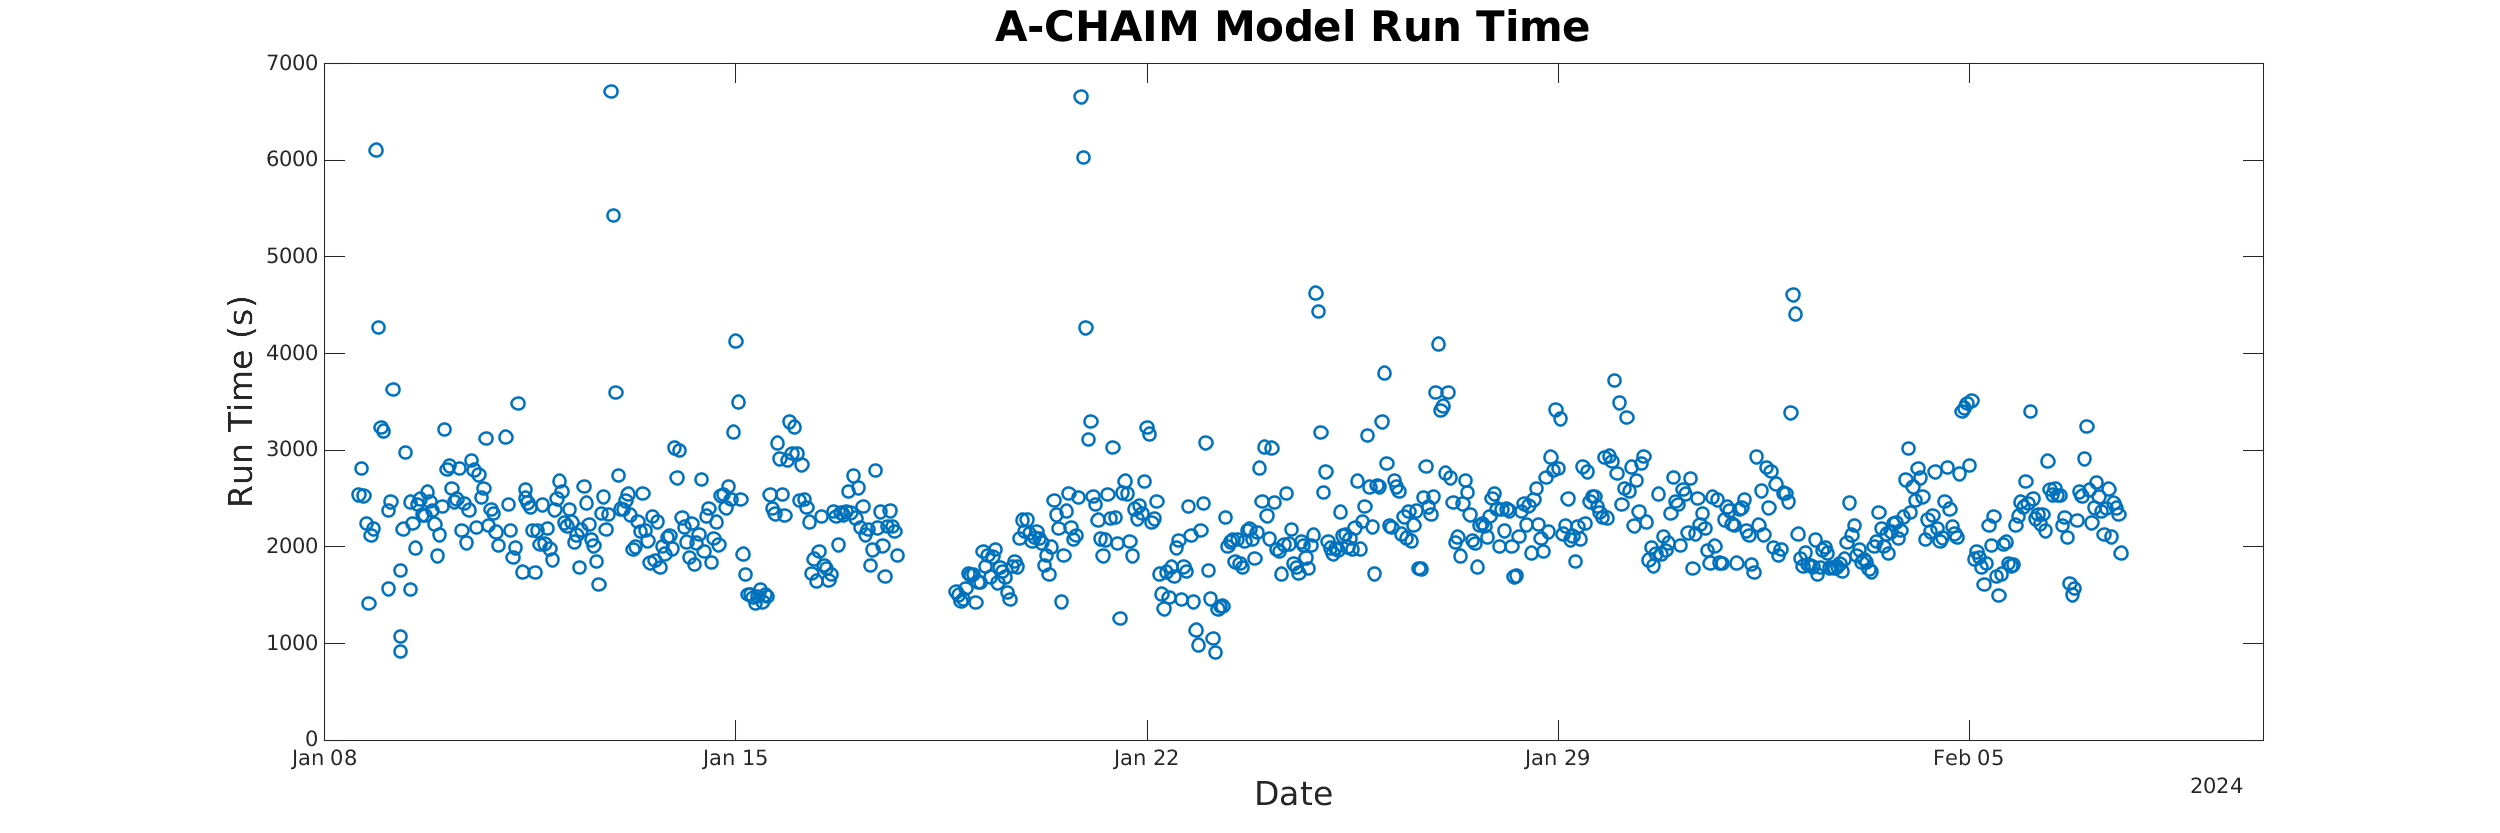 A-CHAIM Model Run Time
7000
6000
5000
4000
3000
2000
1000
0
Run Time (s)
Jan 08
Jan 15
Jan 22
Jan 29
Feb 05
Date
2024